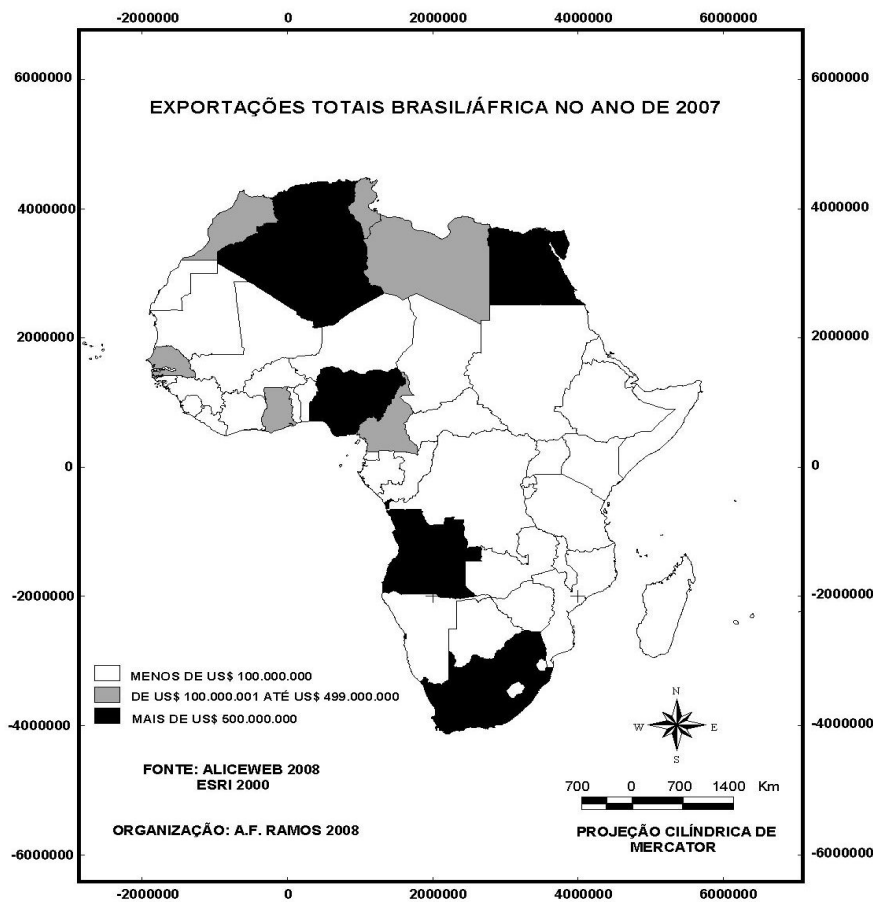 -2000000 0 2000000 4000000 6000000
6000000 6000000
EXPORTAÇÕES TOTAIS BRASIL/ÁFRICA NO ANO DE 2007
4000000 4000000
2000000 2000000
0 0
-2000000 -2000000
MENOS DE US$ 100.000.000
DE US$ 100.000.001 ATÉ US$ 499.000.000
MAIS DE US$ 500.000.000
N
W E
S
-4000000 -4000000
FONTE: ALICEWEB 2008
ESRI 2000
700 0 700 1400 Km
ORGANIZAÇÃO: A.F. RAMOS 2008
PROJEÇÃO CILÍNDRICA DE
MERCATOR
-6000000 -6000000
-2000000 0 2000000 4000000 6000000